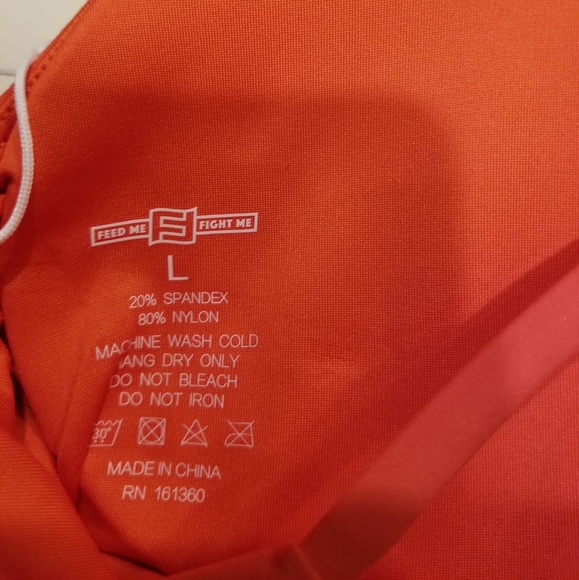 FEED ME FIGHT ME
L
20% SPANDEX
80% NYLON
MACHINE WASH COLD
HANG DRY ONLY
DO NOT BLEACH
DO NOT IRON
30°
MADE IN CHINA
RN 161360